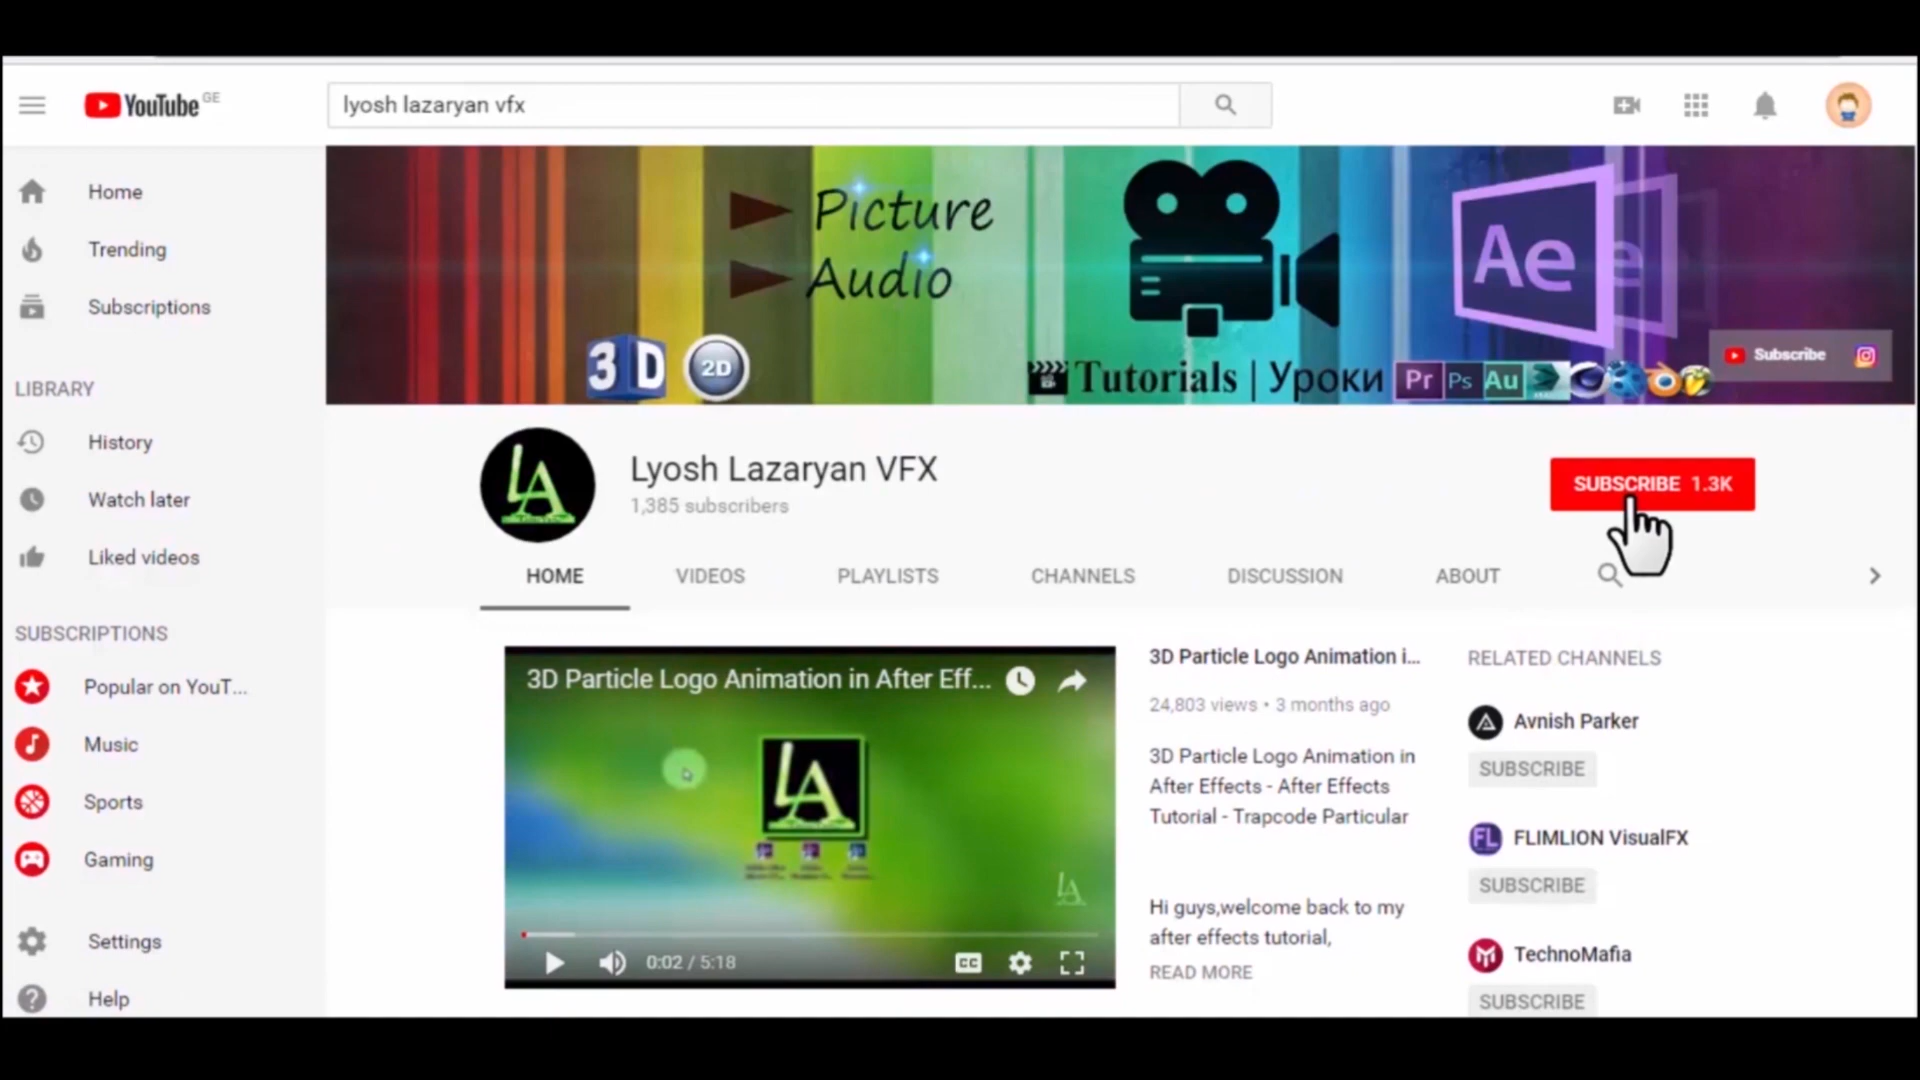 YouTube GE
lyosh lazaryan vfx
Home
Trending
Subscriptions
LIBRARY
History
Watch later
Liked videos
SUBSCRIPTIONS
Popular on YouT...
Music
Sports
Gaming
Settings
Help
Picture
Audio
3D
2D
Tutorials | Уроки
Pr
Ps
Au
Ae
e
Subscribe
LA
Lyosh Lazaryan VFX
1,385 subscribers
SUBSCRIBE 1.3K
HOME
VIDEOS
PLAYLISTS
CHANNELS
DISCUSSION
ABOUT
3D Particle Logo Animation in After Eff...
LA
LA
0:02 / 5:18
CC
3D Particle Logo Animation i...
24,803 views • 3 months ago
3D Particle Logo Animation in
After Effects - After Effects
Tutorial - Trapcode Particular
Hi guys,welcome back to my
after effects tutorial,
READ MORE
RELATED CHANNELS
Avnish Parker
SUBSCRIBE
FL
FLIMLION VisualFX
SUBSCRIBE
TechnoMafia
SUBSCRIBE